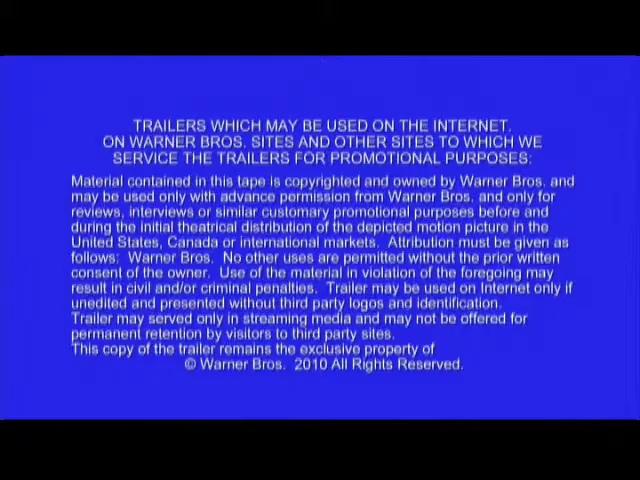 TRAILERS WHICH MAY BE USED ON THE INTERNET.
ON WARNER BROS. SITES AND OTHER SITES TO WHICH WE
SERVICE THE TRAILERS FOR PROMOTIONAL PURPOSES:
Material contained in this tape is copyrighted and owned by Warner Bros. and
may be used only with advance permission from Warner Bros. and only for
reviews, interviews or similar customary promotional purposes before and
during the initial theatrical distribution of the depicted motion picture in the
United States, Canada or international markets. Attribution must be given as
follows: Warner Bros. No other uses are permitted without the prior written
consent of the owner. Use of the material in violation of the foregoing may
result in civil and/or criminal penalties. Trailer may be used on Internet only if
unedited and presented without third party logos and identification.
Trailer may served only in streaming media and may not be offered for
permanent retention by visitors to third party sites.
This copy of the trailer remains the exclusive property of
© Warner Bros. 2010 All Rights Reserved.